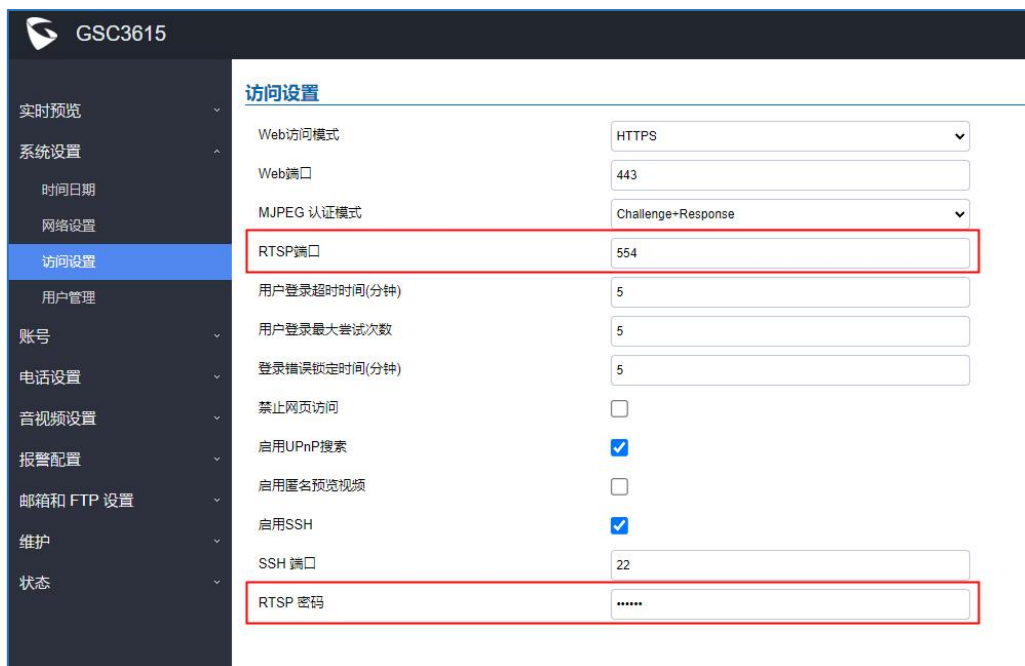 GSC3615
实时预览
系统设置
时间日期
网络设置
访问设置
用户管理
账号
电话设置
音视频设置
报警配置
邮箱和 FTP 设置
维护
状态
访问设置
Web访问模式 HTTPS
Web端口 443
MJPEG 认证模式 Challenge+Response
RTSP端口 554
用户登录超时时间(分钟) 5
用户登录最大尝试次数 5
登录错误锁定时间(分钟) 5
禁止网页访问
启用UPnP搜索
启用匿名预览视频
启用SSH
SSH 端口 22
RTSP 密码 ••••••